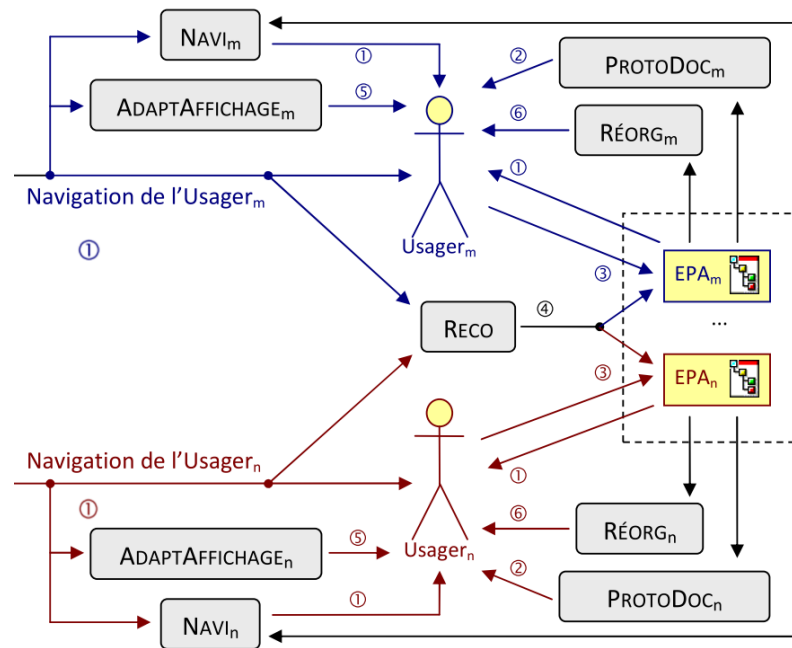 NAVIm
①
②
PROTODOCm
ADAPTAFFICHAGEm
⑤
⑥
RÉORGm
①
Navigation de l'Usagerm
①
Usagerm
③
EPAm
④
RECO
...
③
EPAn
Navigation de l'Usagern
①
①
⑥
RÉORGn
ADAPTAFFICHAGEn
⑤
Usagern
②
PROTODOCn
①
NAVIn